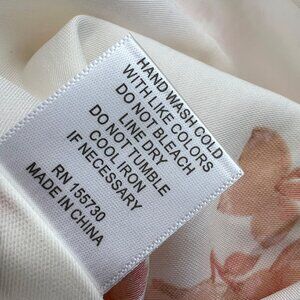 HAND WASH COLD
WITH LIKE COLORS
DO NOT BLEACH
LINE DRY
DO NOT TUMBLE
COOL IRON
IF NECESSARY
RN 155730
MADE IN CHINA